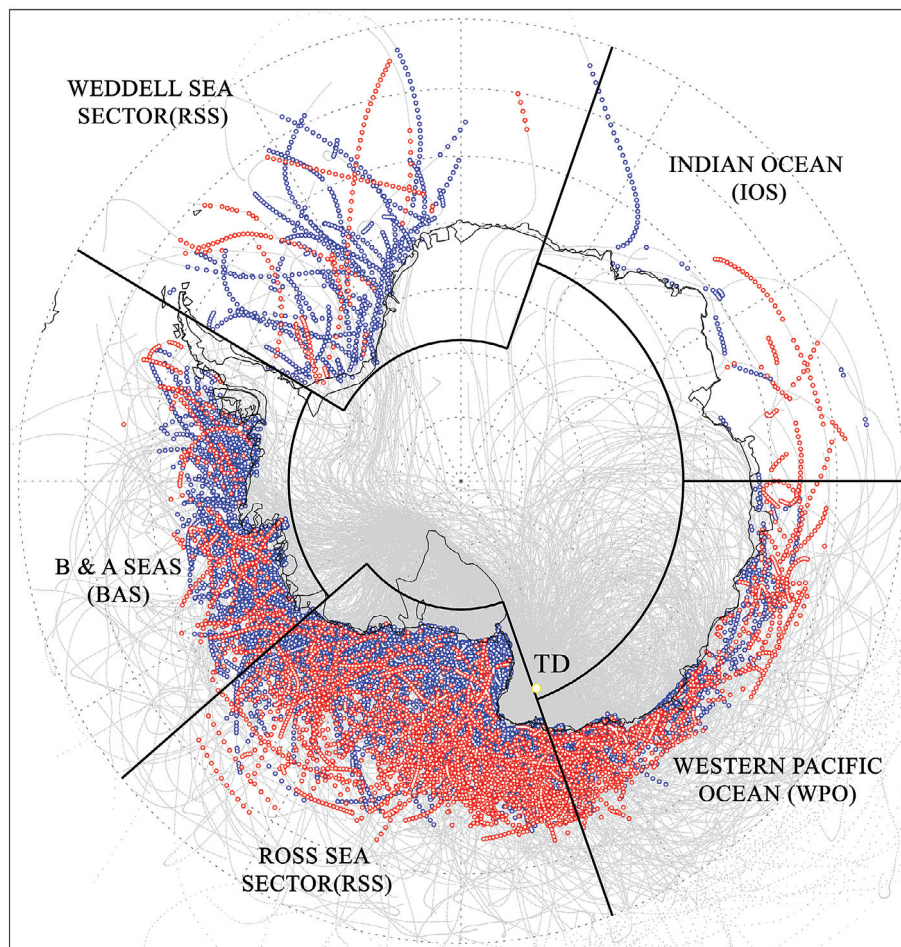 WEDDELL SEA
SECTOR(RSS)
INDIAN OCEAN
(IOS)
B & A SEAS
(BAS)
TD
WESTERN PACIFIC
OCEAN (WPO)
ROSS SEA
SECTOR(RSS)